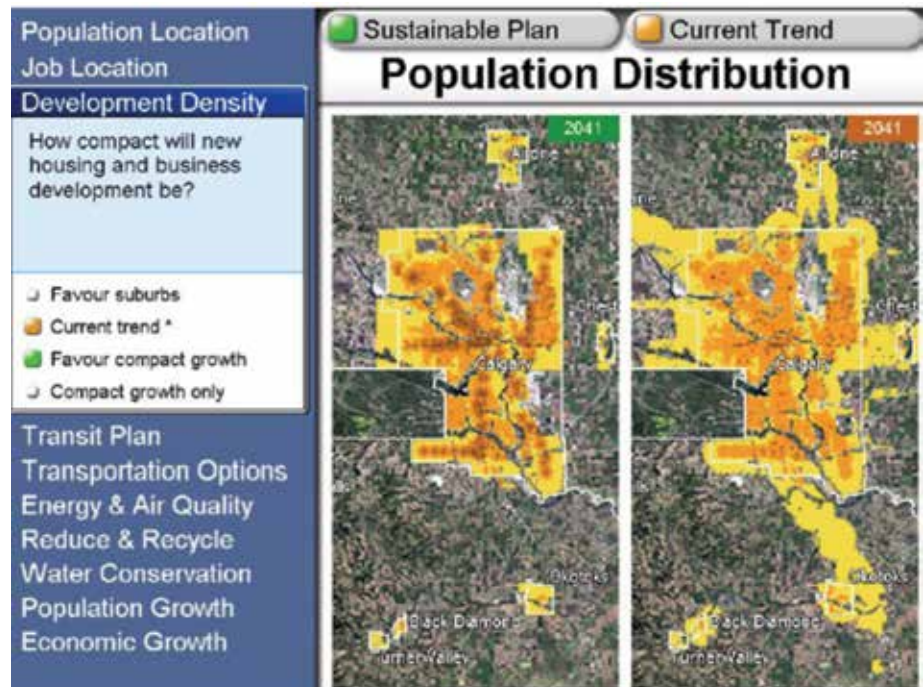 Population Location
Job Location
Development Density
How compact will new
housing and business
development be?
Favour suburbs
Current trend *
Favour compact growth
Compact growth only
Transit Plan
Transportation Options
Energy & Air Quality
Reduce & Recycle
Water Conservation
Population Growth
Economic Growth
Sustainable Plan
Current Trend
Population Distribution
2041
Calgary
Okotoks
Black Diamond
Turner Valley
2041
Calgary
Okotoks
Black Diamond
Turner Valley